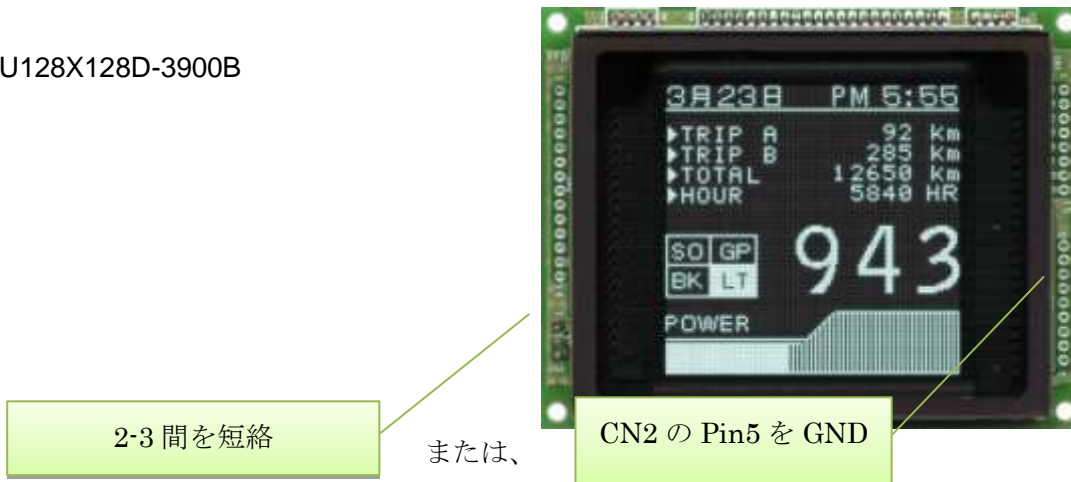 U128X128D-3900B
3月23日 PM 5:55
▶TRIP A 92 km
▶TRIP B 285 km
▶TOTAL 12650 km
▶HOUR 5840 HR
SO GP
BK LT
943
POWER
2-3 間を短絡
または、
CN2 の Pin5 を GND